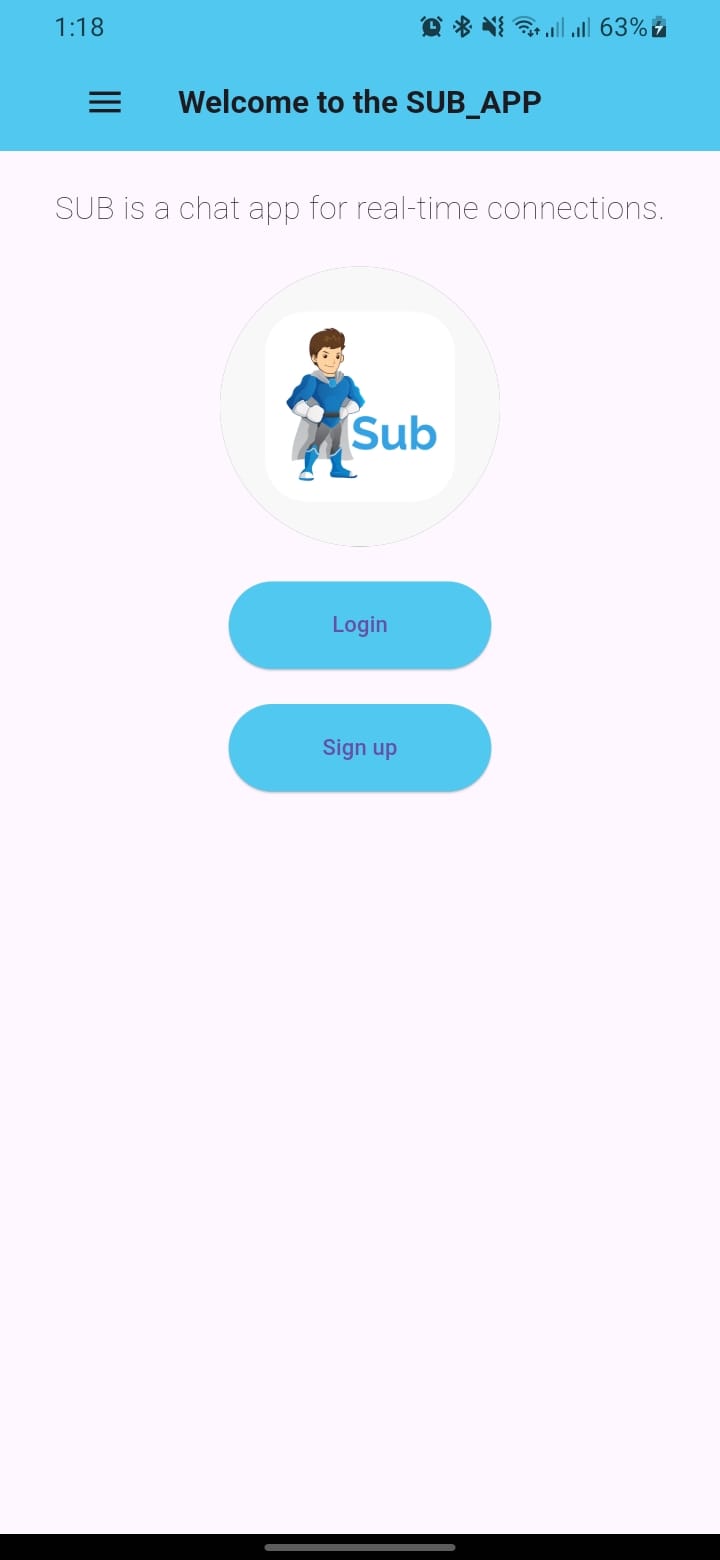 1:18 63%
Welcome to the SUB_APP
SUB is a chat app for real-time connections.
Sub
Login
Sign up